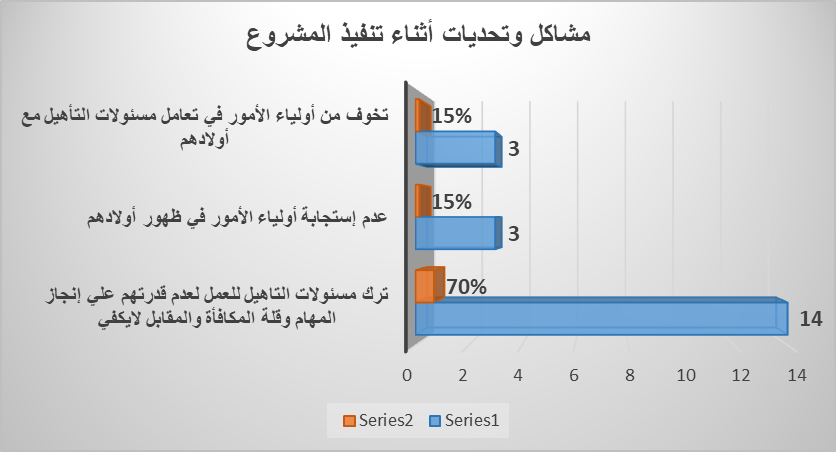 مشاكل وتحديات أثناء تنفيذ المشروع
تخوف من أولياء الأمور في تعامل مسئولات التأهيل مع
أولادهم
15%
3
عدم إستجابة أولياء الأمور في ظهور أولادهم
15%
3
ترك مسئولات التاهيل للعمل لعدم قدرتهم علي إنجاز
المهام وقلة المكافأة والمقابل لايكفي
70%
14
0 2 4 6 8 10 12 14
Series2 Series1